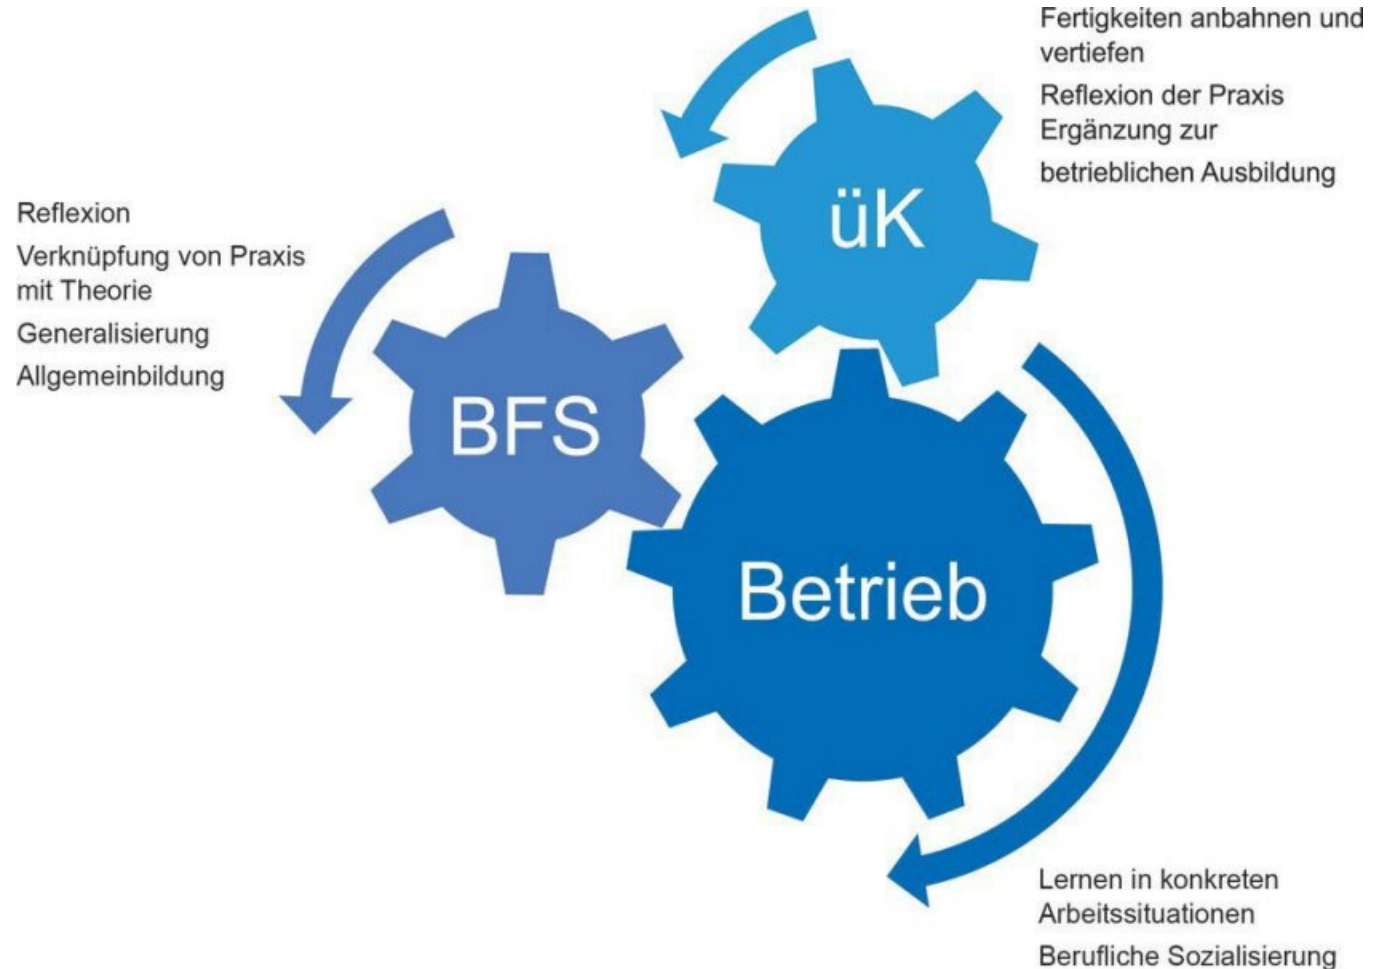 Fertigkeiten anbahnen und
vertiefen
Reflexion der Praxis
Ergänzung zur
betrieblichen Ausbildung
üK
Reflexion
Verknüpfung von Praxis
mit Theorie
Generalisierung
Allgemeinbildung
BFS
Betrieb
Lernen in konkreten
Arbeitssituationen
Berufliche Sozialisierung